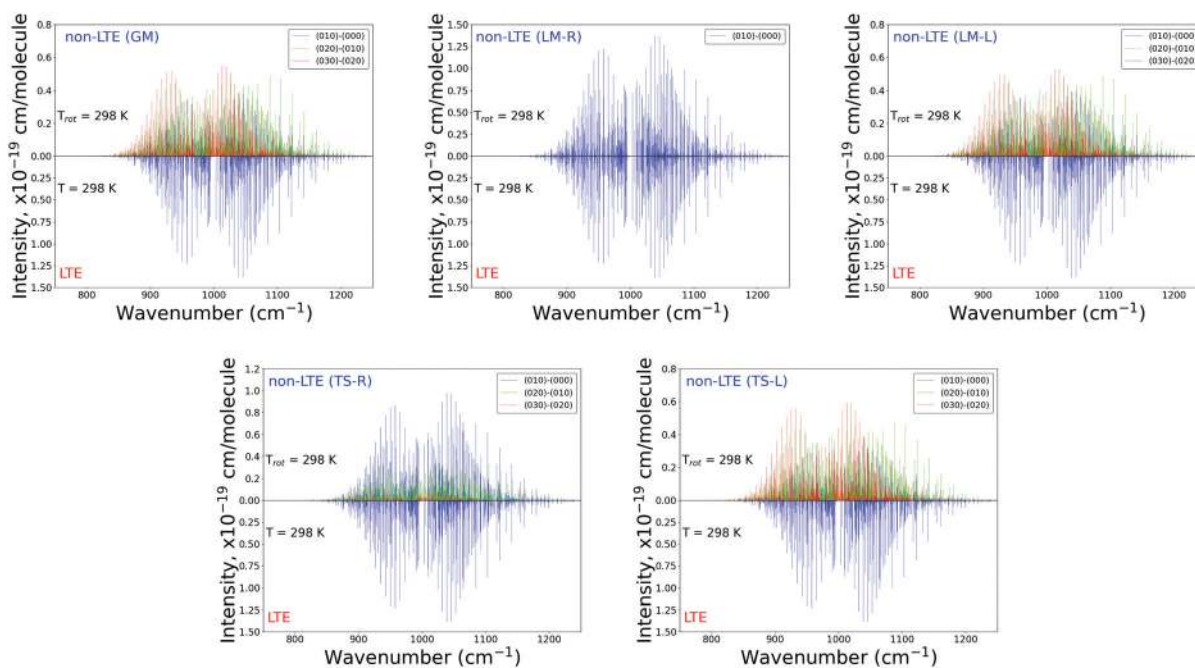 non-LTE (GM)
(010)-(000)
(020)-(010)
(030)-(020)
0.8
0.6
0.4
0.2
0.00
0.25
0.50
0.75
1.00
1.25
1.50
T_rot = 298 K
T = 298 K
LTE
Intensity, x10^-19 cm/molecule
800 900 1000 1100 1200
Wavenumber (cm^-1)
non-LTE (LM-R)
(010)-(000)
1.50
1.25
1.00
0.75
0.50
0.25
0.00
0.25
0.50
0.75
1.00
1.25
1.50
T_rot = 298 K
T = 298 K
LTE
Intensity, x10^-19 cm/molecule
800 900 1000 1100 1200
Wavenumber (cm^-1)
non-LTE (LM-L)
(010)-(000)
(020)-(010)
(030)-(020)
0.8
0.6
0.4
0.2
0.00
0.25
0.50
0.75
1.00
1.25
1.50
T_rot = 298 K
T = 298 K
LTE
Intensity, x10^-19 cm/molecule
800 900 1000 1100 1200
Wavenumber (cm^-1)
non-LTE (TS-R)
(010)-(000)
(020)-(010)
(030)-(020)
1.2
1.0
0.8
0.6
0.4
0.2
0.00
0.25
0.50
0.75
1.00
1.25
1.50
T_rot = 298 K
T = 298 K
LTE
Intensity, x10^-19 cm/molecule
800 900 1000 1100 1200
Wavenumber (cm^-1)
non-LTE (TS-L)
(010)-(000)
(020)-(010)
(030)-(020)
0.8
0.6
0.4
0.2
0.00
0.25
0.50
0.75
1.00
1.25
1.50
T_rot = 298 K
T = 298 K
LTE
Intensity, x10^-19 cm/molecule
800 900 1000 1100 1200
Wavenumber (cm^-1)